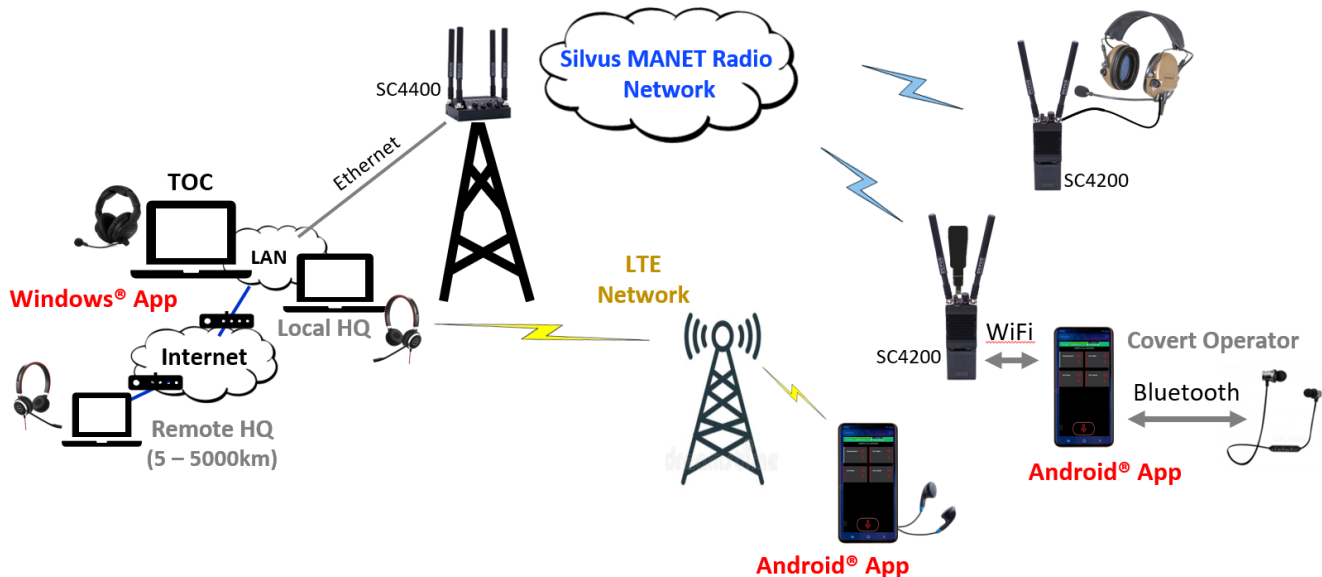 Silvus MANET Radio
Network
SC4400
Ethernet
SC4200
TOC
LAN
Windows® App
Local HQ
Internet
Remote HQ
(5 – 5000km)
LTE
Network
SC4200
WiFi
Covert Operator
Bluetooth
Android® App
Android® App